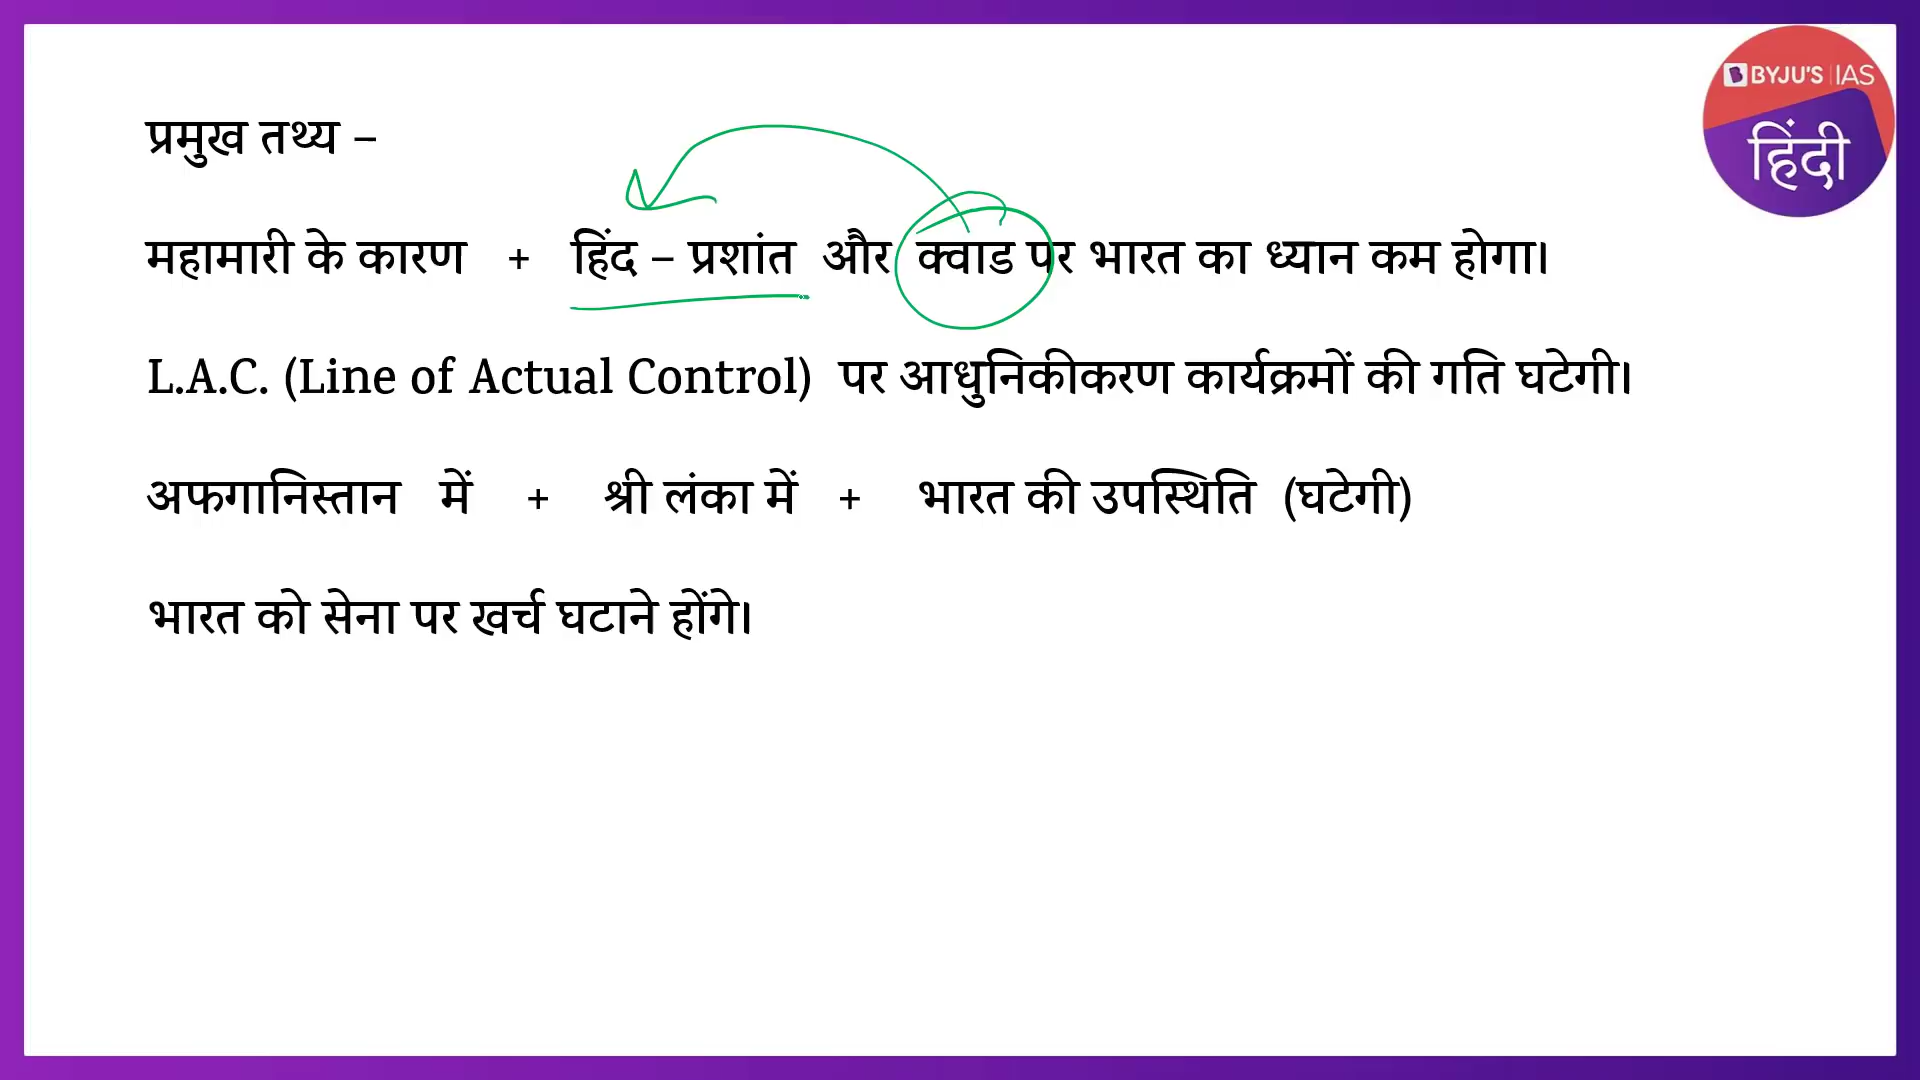 BYJU'S IAS
हिंदी
प्रमुख तथ्य –
महामारी के कारण + हिंद – प्रशांत और क्वाड पर भारत का ध्यान कम होगा।
L.A.C. (Line of Actual Control) पर आधुनिकीकरण कार्यक्रमों की गति घटेगी।
अफगानिस्तान में + श्री लंका में + भारत की उपस्थिति (घटेगी)
भारत को सेना पर खर्च घटाने होंगे।